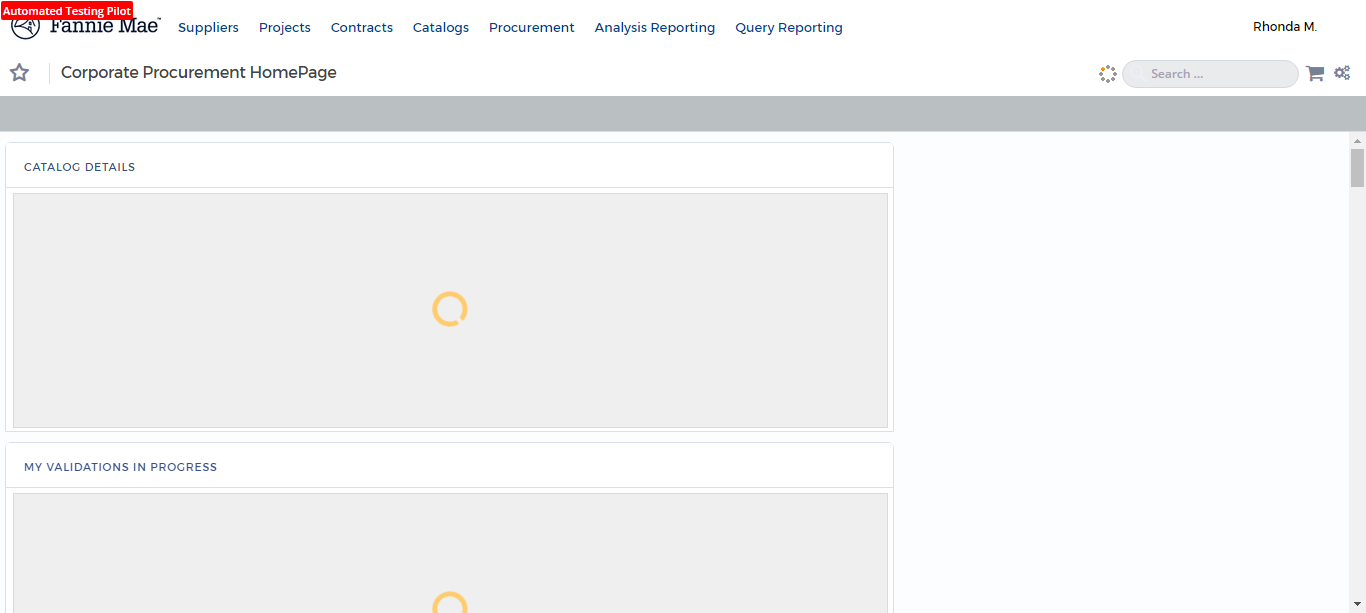 Automated Testing Pilot
Fannie Mae™
Suppliers Projects Contracts Catalogs Procurement Analysis Reporting Query Reporting
Rhonda M.
Corporate Procurement HomePage
Search ...
CATALOG DETAILS
MY VALIDATIONS IN PROGRESS